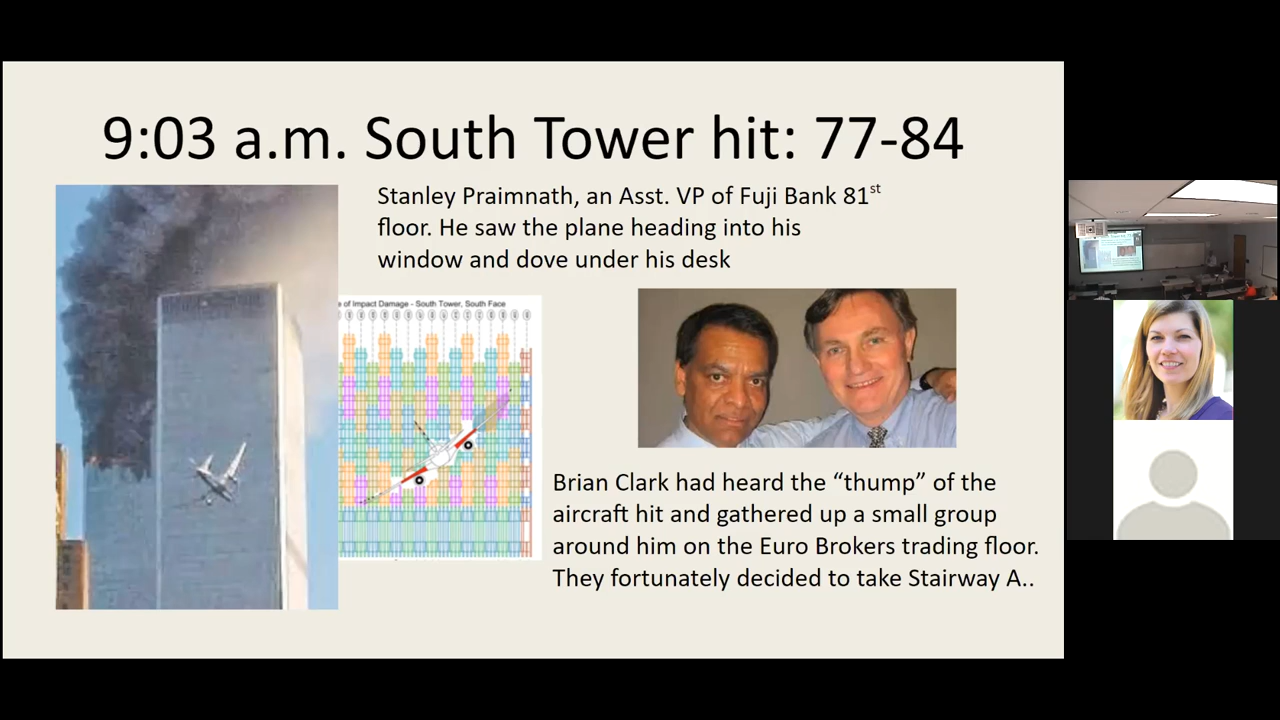 9:03 a.m. South Tower hit: 77-84
Stanley Praimnath, an Asst. VP of Fuji Bank 81st
floor. He saw the plane heading into his
window and dove under his desk
e of Impact Damage - South Tower, South Face
Brian Clark had heard the “thump” of the
aircraft hit and gathered up a small group
around him on the Euro Brokers trading floor.
They fortunately decided to take Stairway A..